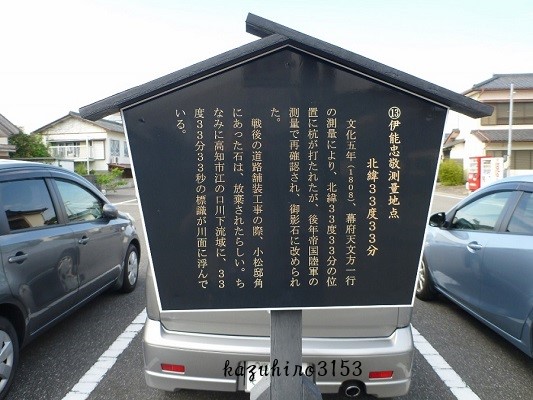 ⑬伊能忠敬測量地点
北緯33度33分
文化五年(1808)、幕府天文方一行
の測量により、北緯33度33分の位
置に杭が打たれたが、後年帝国陸軍の
測量で再確認され、御影石に改められ
た。
戦後の道路舗装工事の際、小松邸角
にあった石は、放棄されたらしい。ち
なみに高知市江の口川下流域に、33
度33分33秒の標識が川面に浮んで
いる。
kazuhiro3153